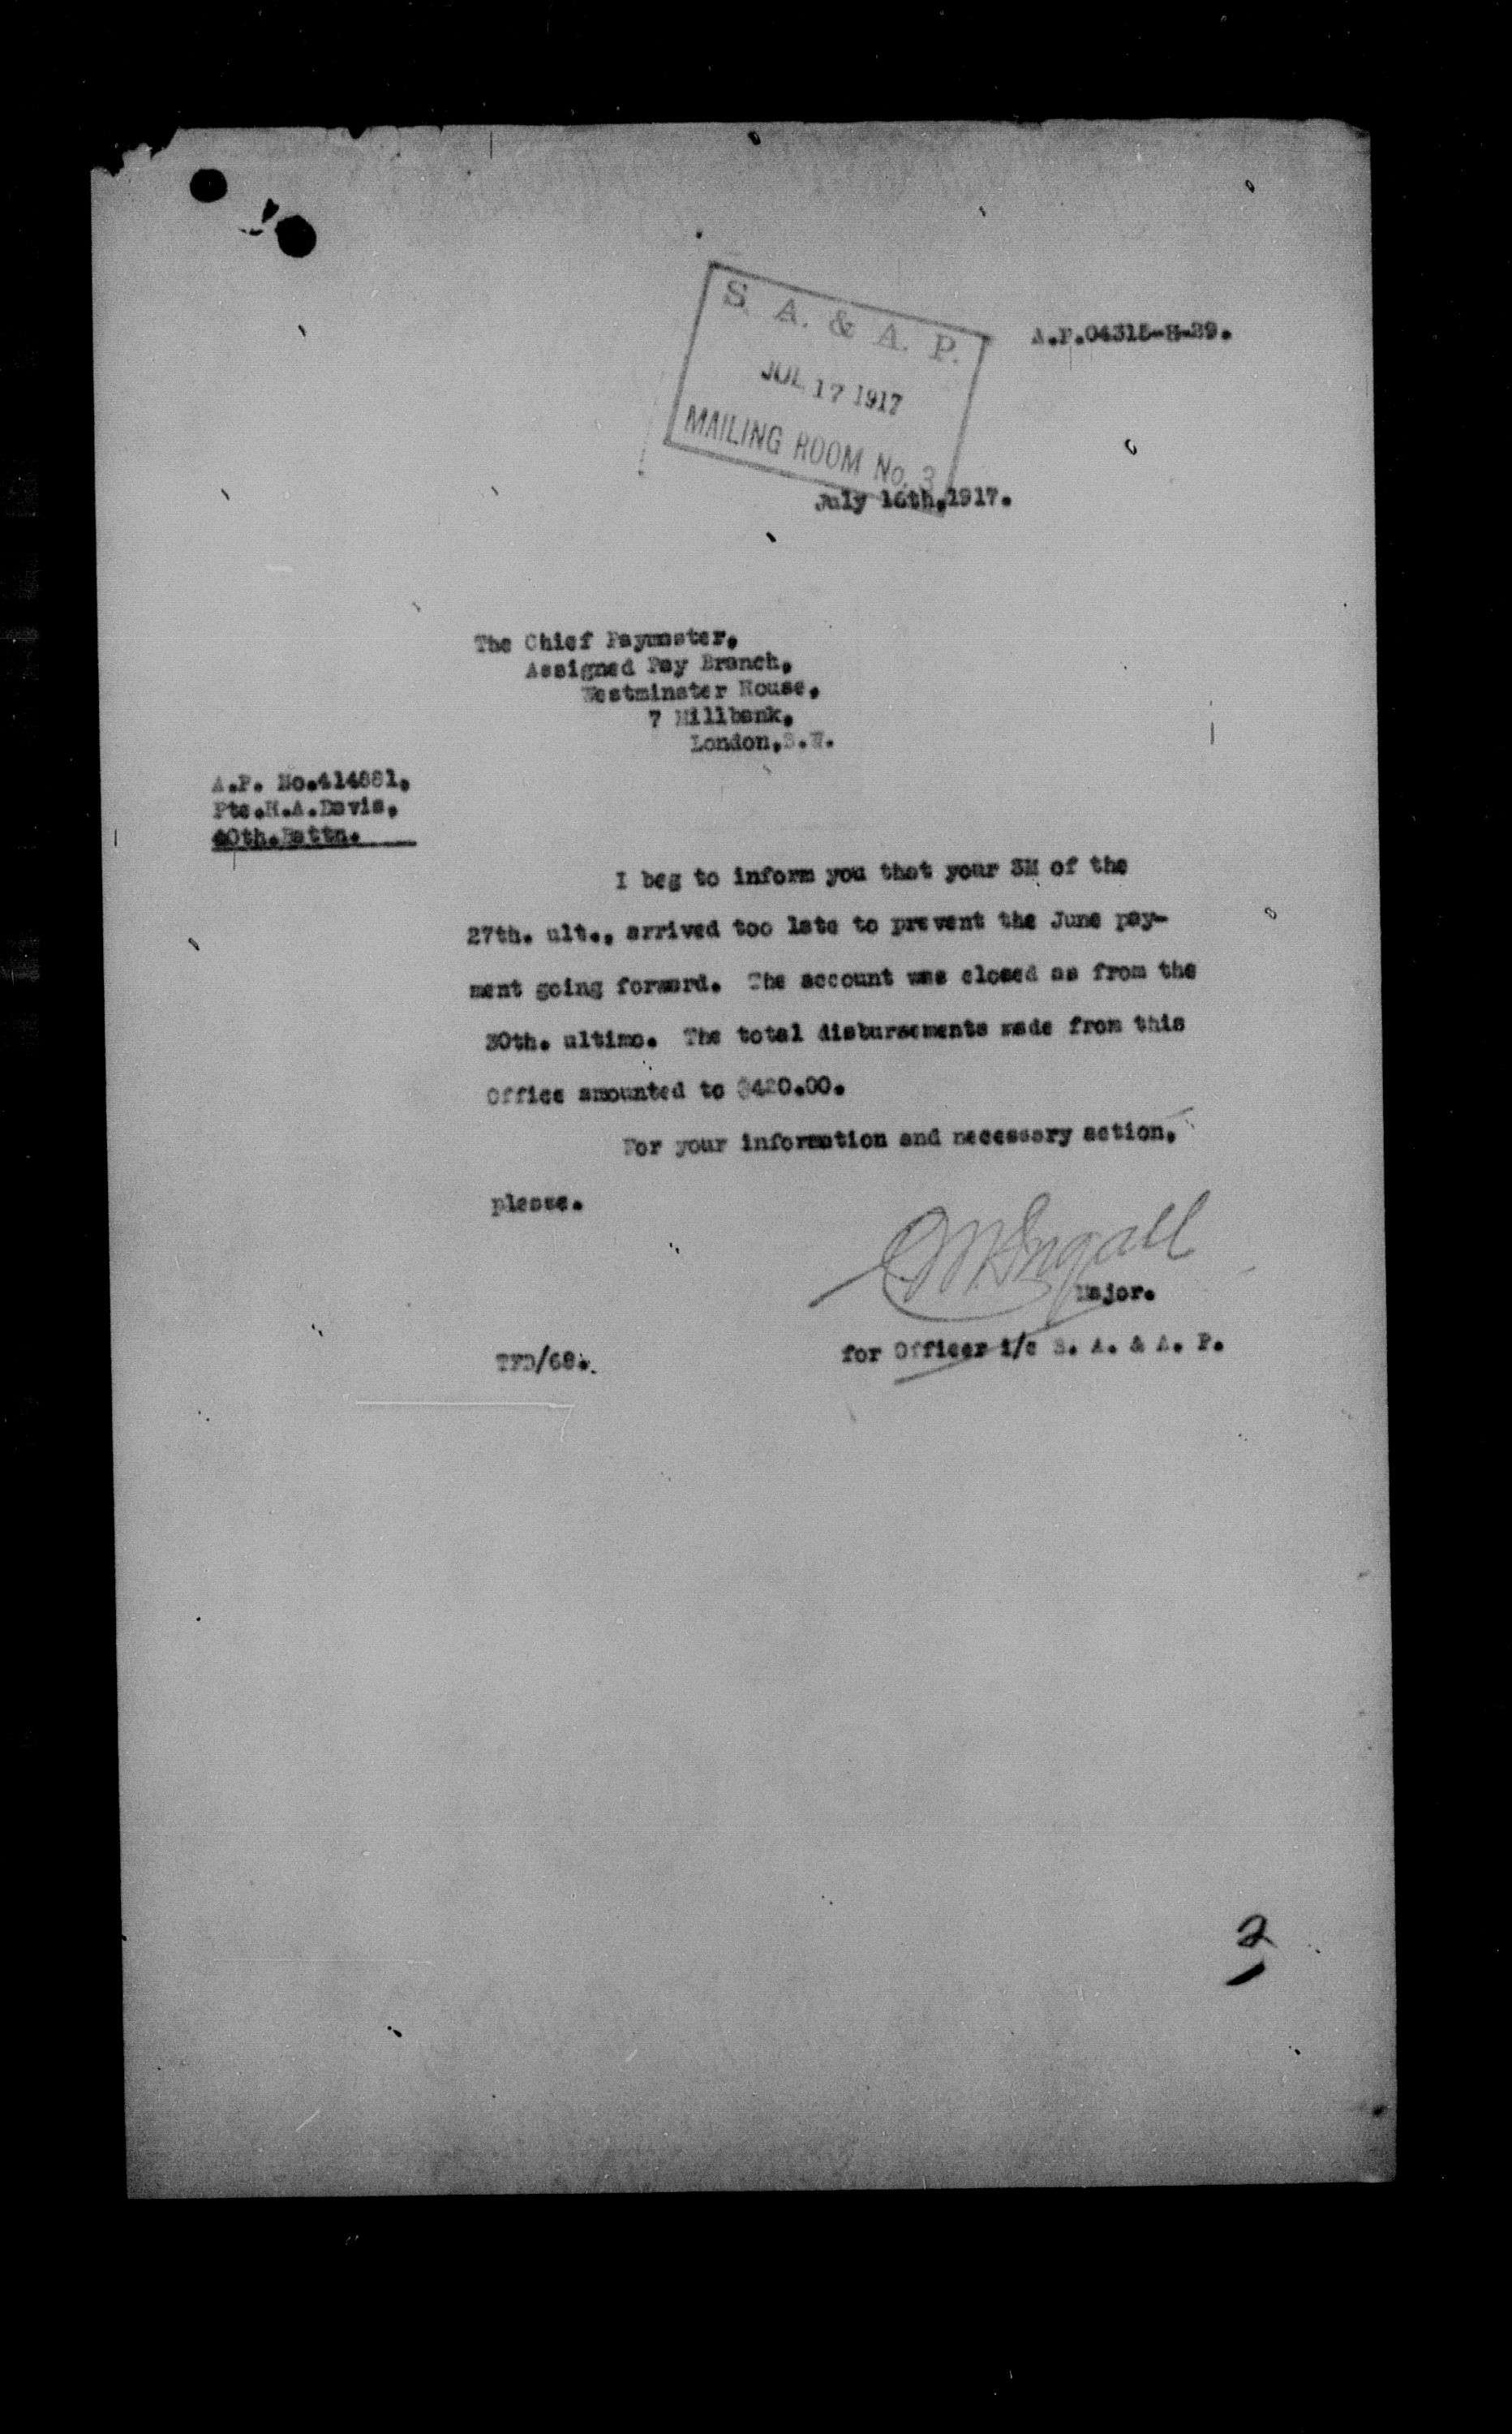 S. A. & A. P.
JUL 17 1917
MAILING ROOM No. 3
A.P.04315-H-29.
July 16th,1917.
The Chief Paymaster,
Assigned Pay Branch,
Westminster House,
7 Millbank,
London,S.W.
A.P. No.414881,
Pte.H.A.Davis,
40th.Battn.
I beg to inform you that your 3M of the
27th. ult., arrived too late to prevent the June pay-
ment going forward. The account was closed as from the
30th. ultimo. The total disbursements made from this
Office amounted to $420.00.
For your information and necessary action,
please.
Ingall
Major.
for Officer i/c S. A. & A. P.
2